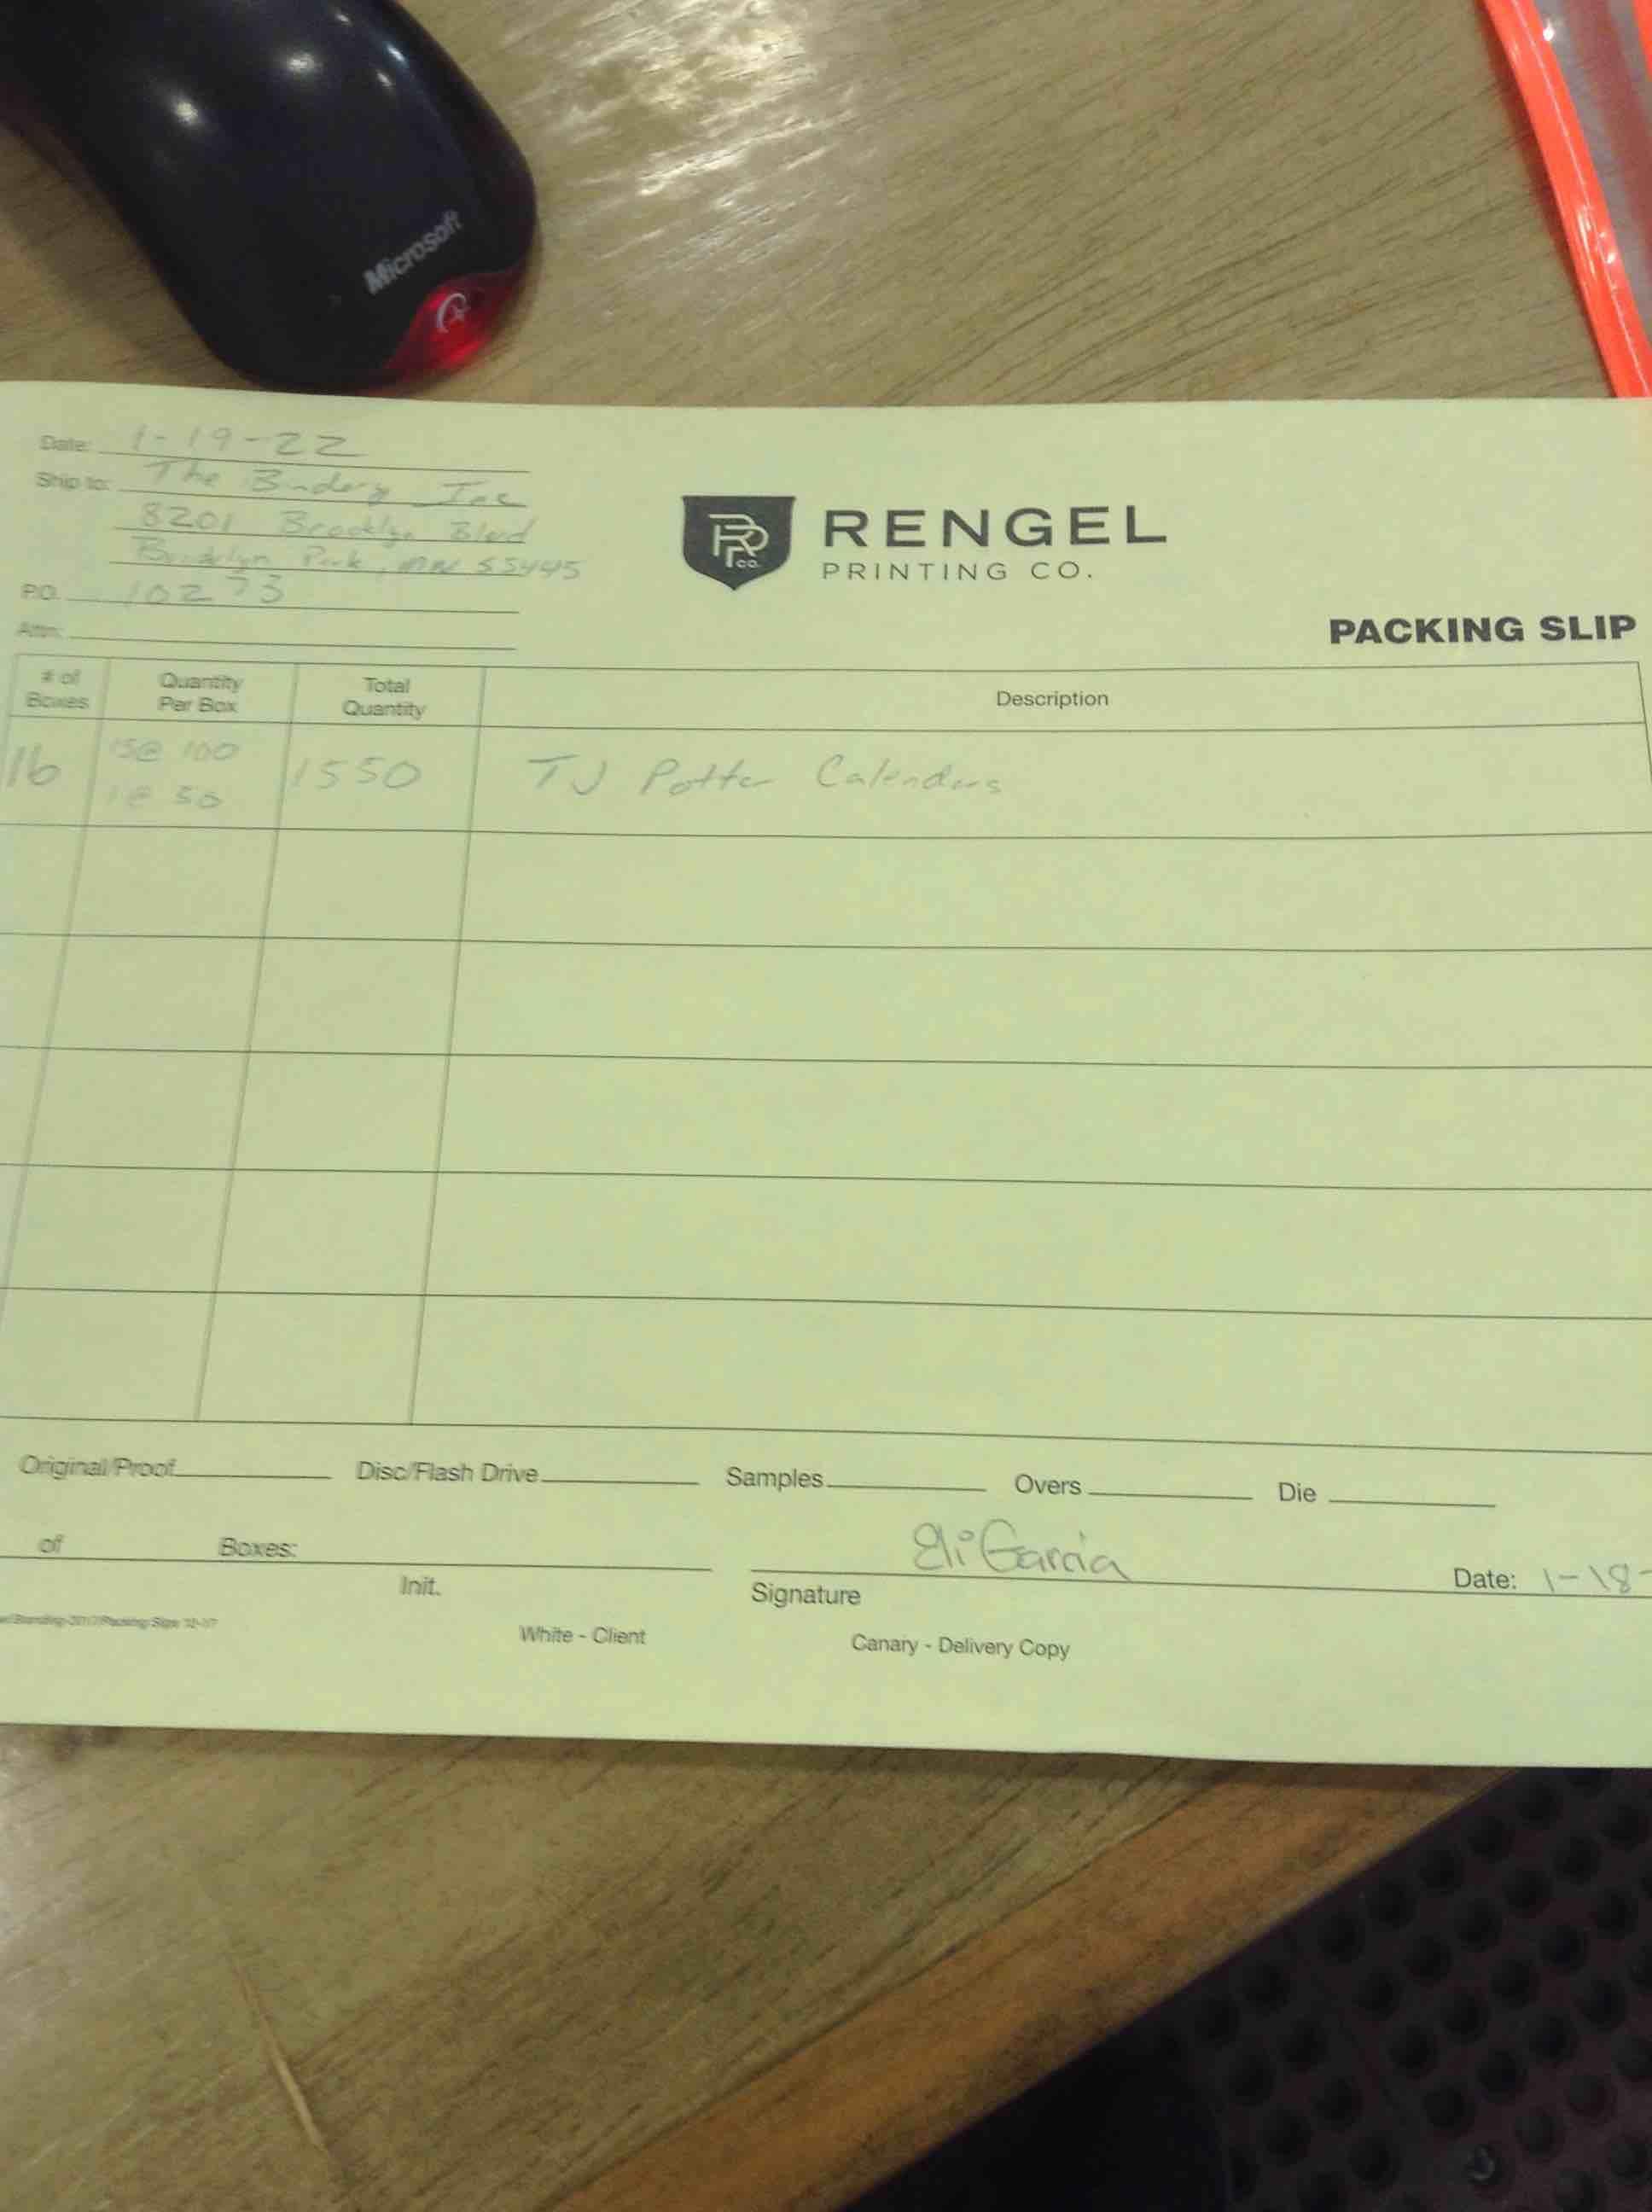 Microsoft
Date: 1-19-22
Ship to: The Bindery Inc
8201 Brooklyn Blvd
Brooklyn Park, MN 55445
P.O. 10273
Attn:
RPCO.
RENGEL
PRINTING CO.
PACKING SLIP
# of Boxes Quantity Per Box Total Quantity Description
16 15@ 100 1550 TJ Potter Calenders
1@ 50
Original/Proof Disc/Flash Drive Samples Overs Die
of Boxes: Eli Garcia Date: 1-18-
Init. Signature
White - Client Canary - Delivery Copy